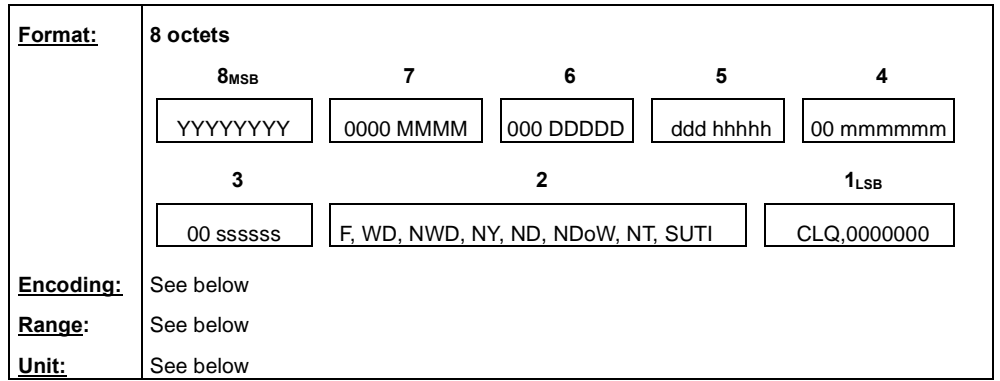 Format: 8 octets
8MSB 7 6 5 4
YYYYYYYY 0000 MMMM 000 DDDDD ddd hhhhh 00 mmmmmm
3 2 1LSB
00 ssssss F, WD, NWD, NY, ND, NDoW, NT, SUTI CLQ,0000000
Encoding: See below
Range: See below
Unit: See below